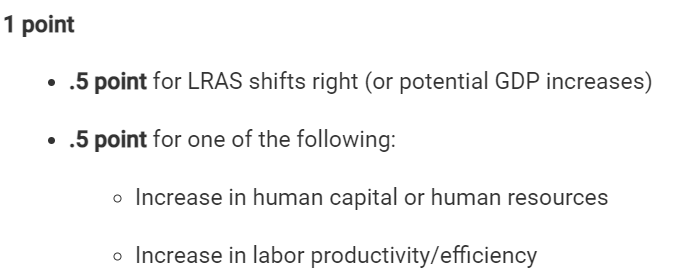 1 point
• .5 point for LRAS shifts right (or potential GDP increases)
• .5 point for one of the following:
◦ Increase in human capital or human resources
◦ Increase in labor productivity/efficiency